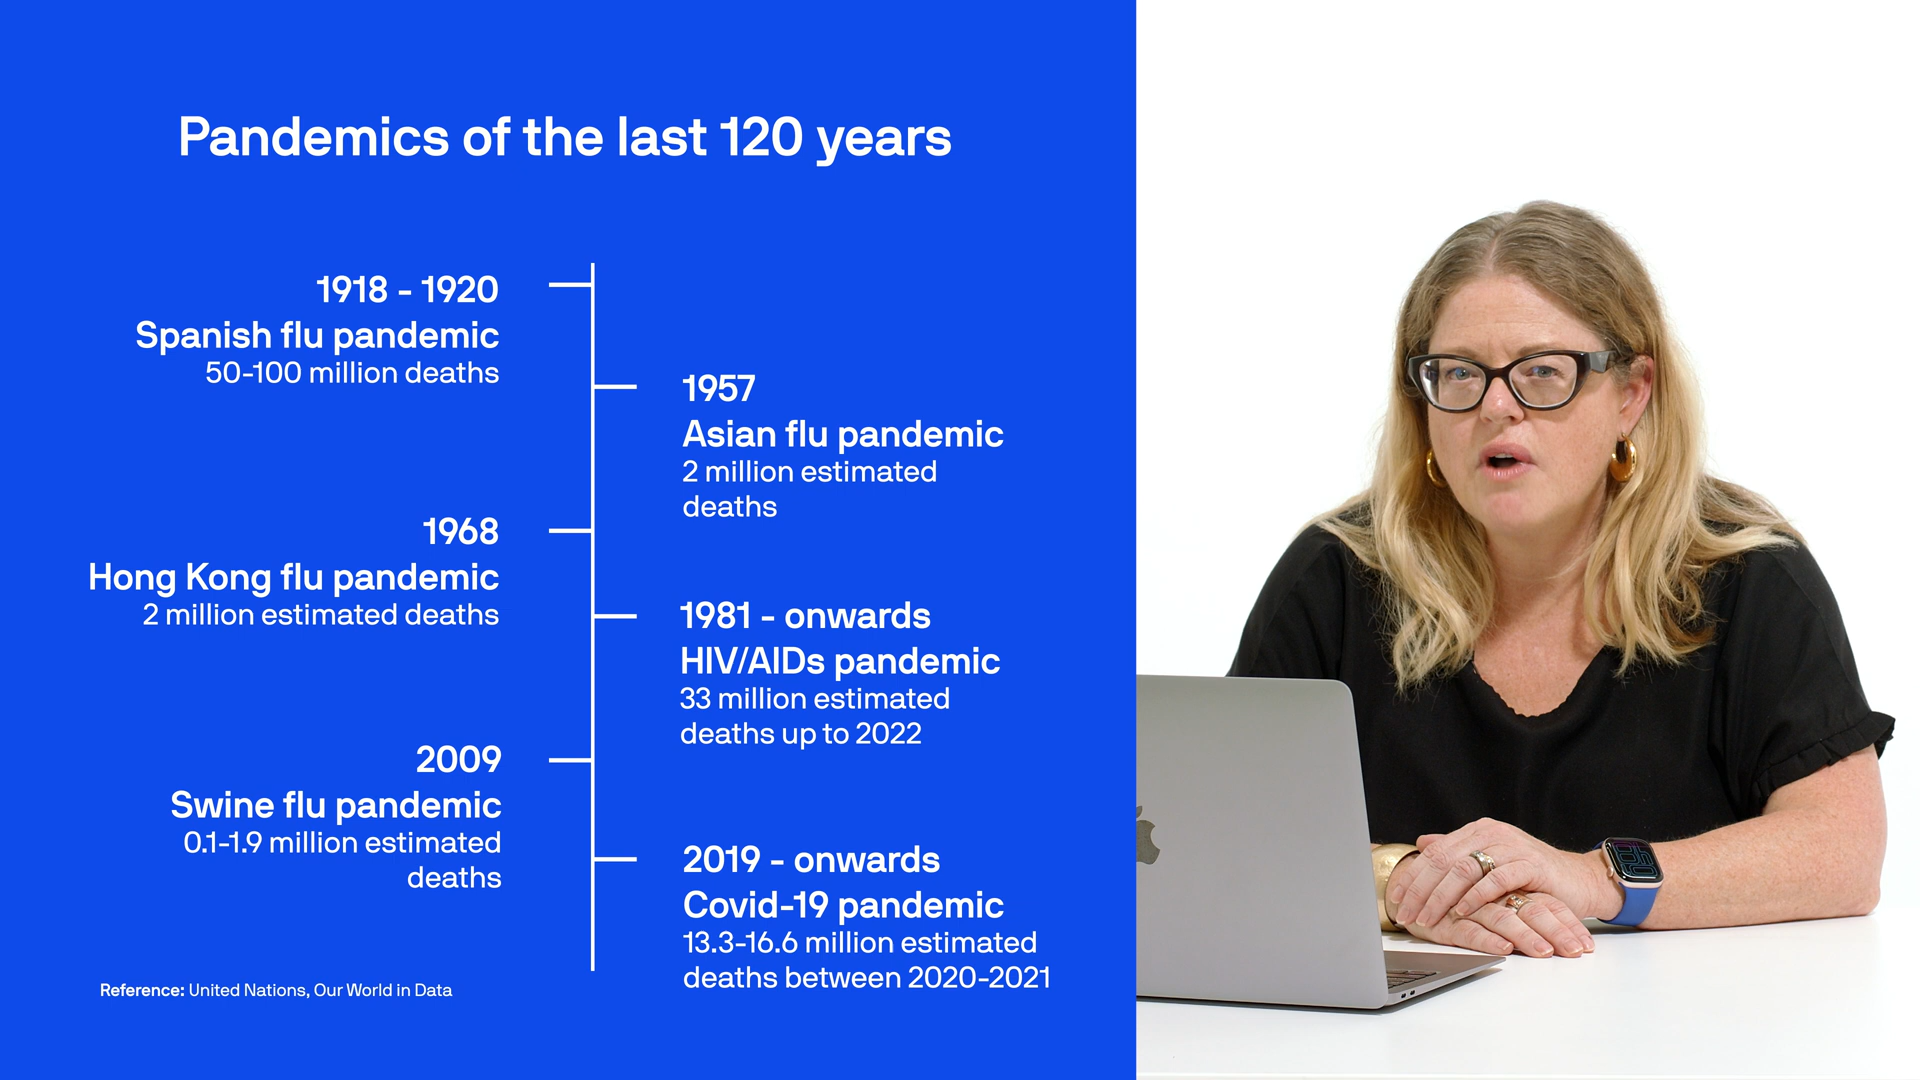 Pandemics of the last 120 years
1918 - 1920
Spanish flu pandemic
50-100 million deaths
1957
Asian flu pandemic
2 million estimated
deaths
1968
Hong Kong flu pandemic
2 million estimated deaths
1981 - onwards
HIV/AIDs pandemic
33 million estimated
deaths up to 2022
2009
Swine flu pandemic
0.1-1.9 million estimated
deaths
2019 - onwards
Covid-19 pandemic
13.3-16.6 million estimated
deaths between 2020-2021
Reference: United Nations, Our World in Data